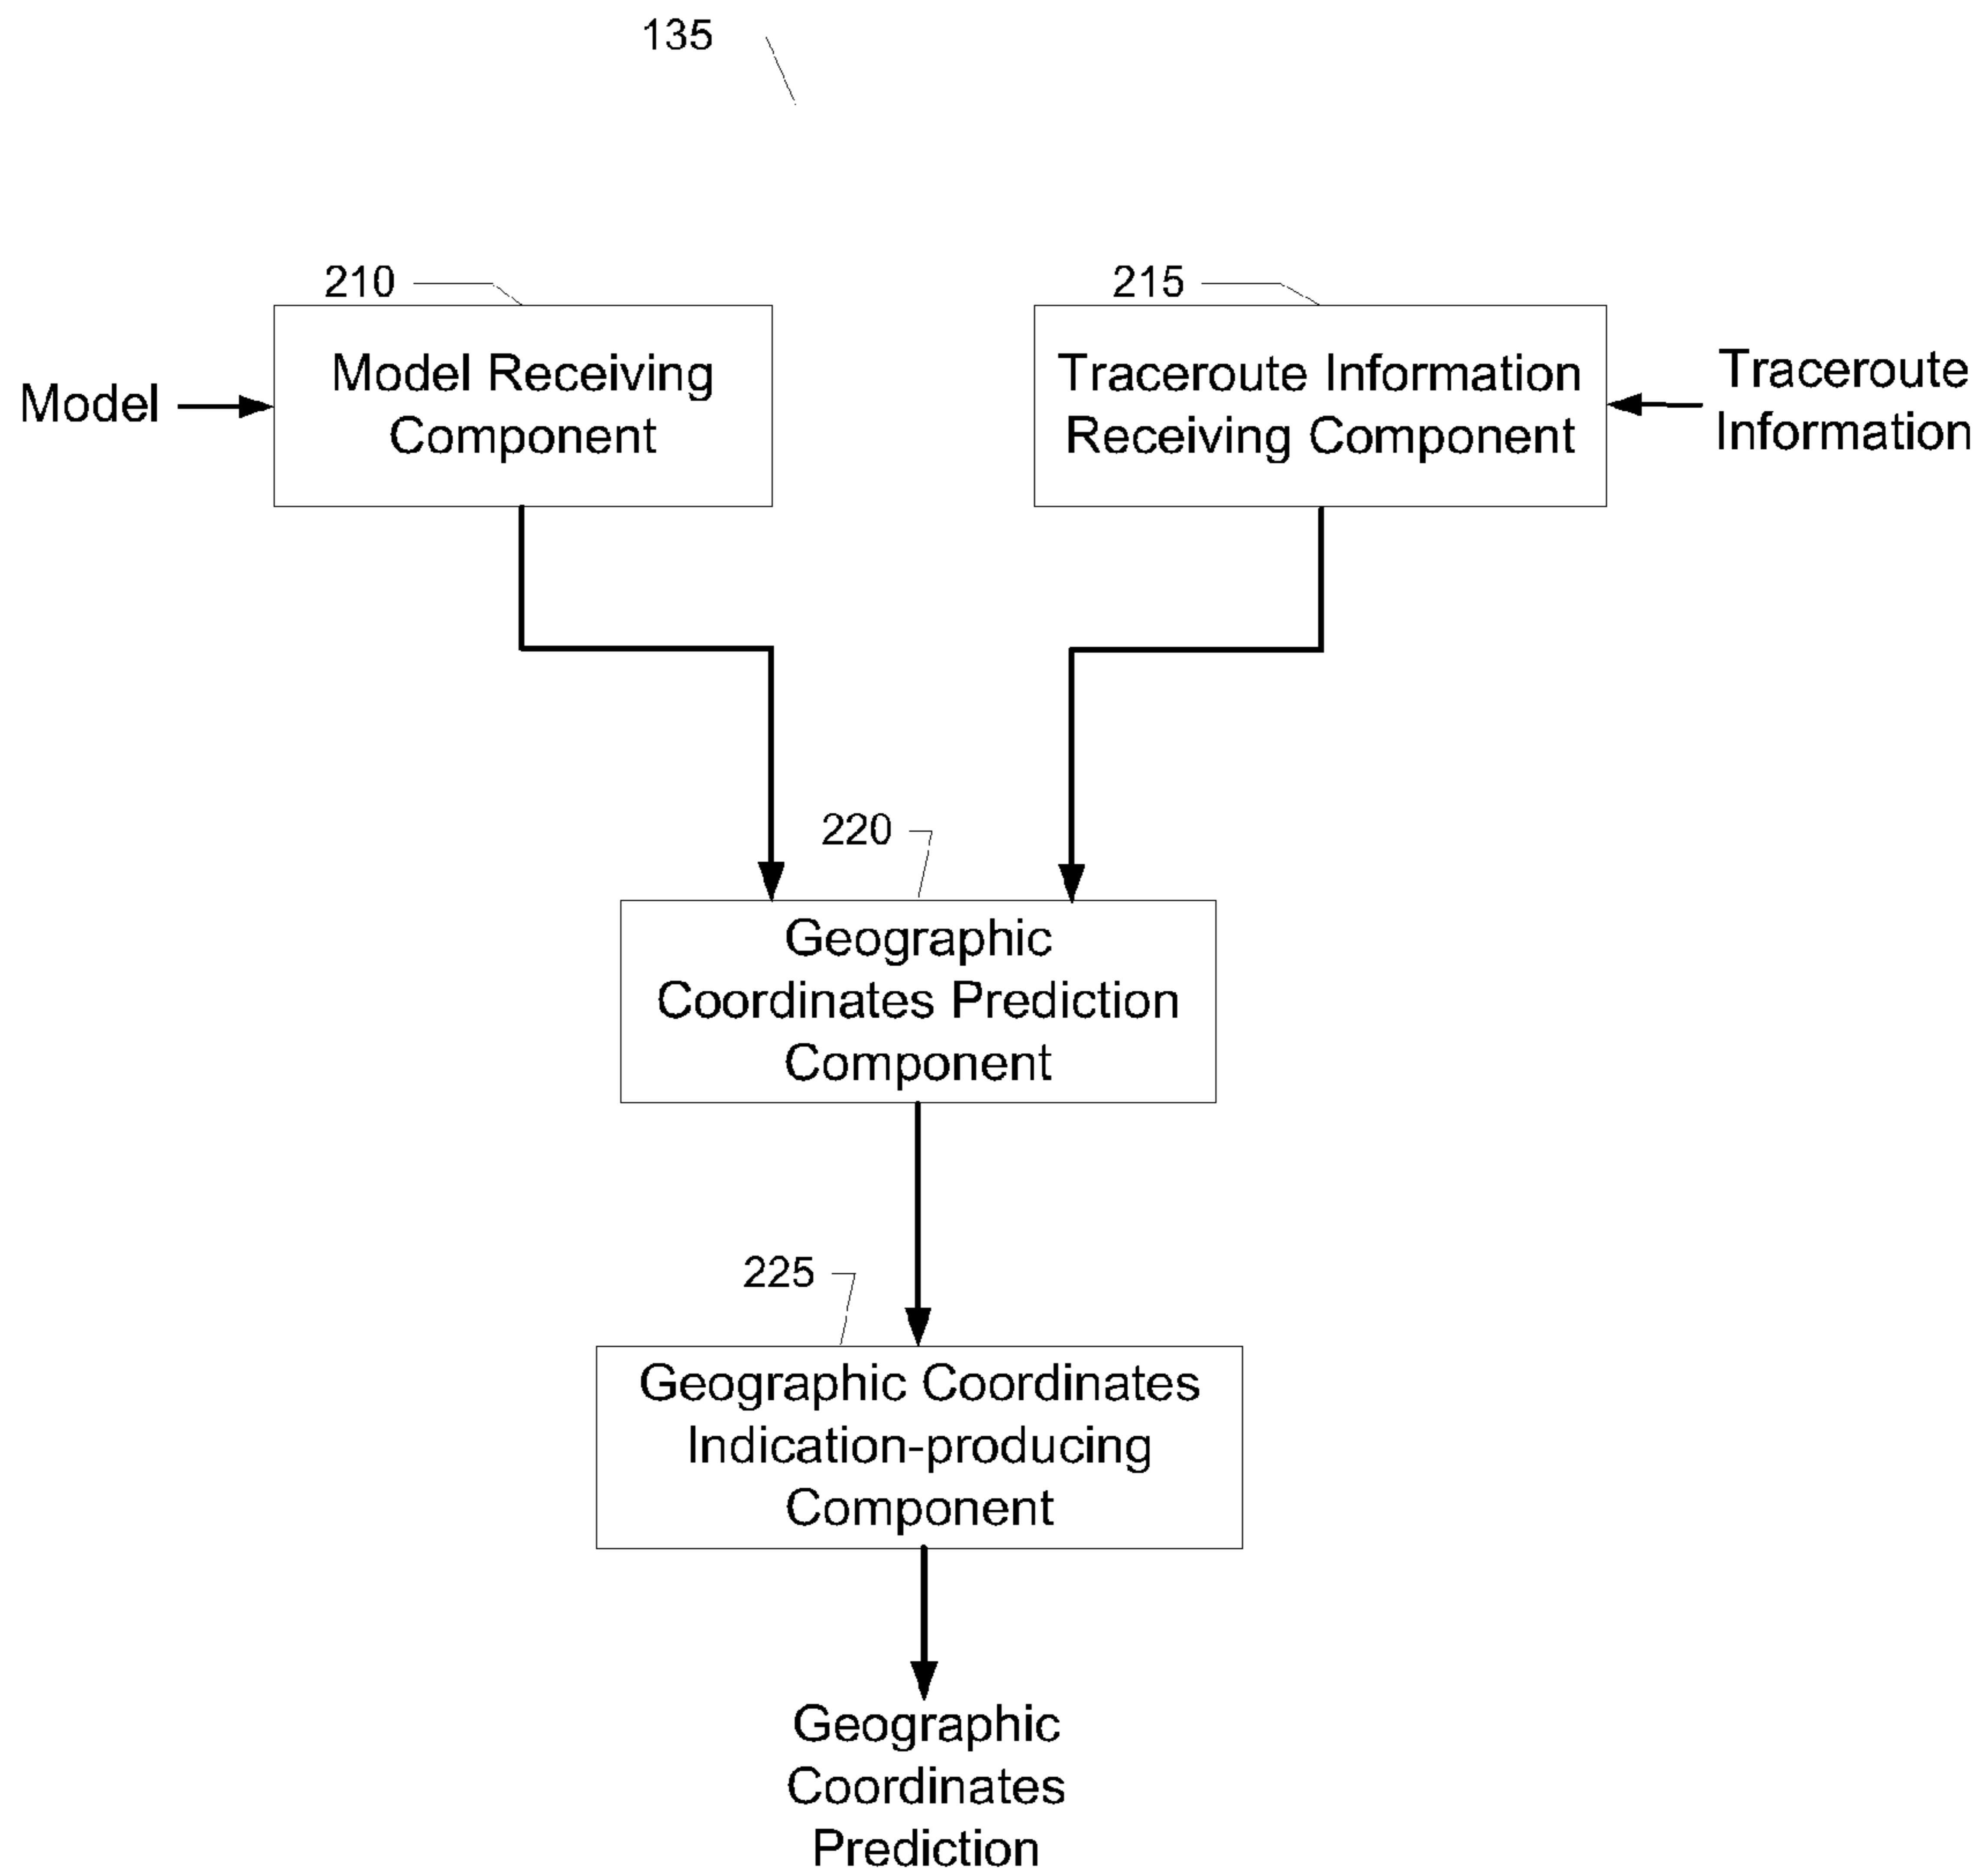 135
210
215
Model
Model Receiving
Component
Traceroute Information
Receiving Component
Traceroute
Information
220
Geographic
Coordinates Prediction
Component
225
Geographic Coordinates
Indication-producing
Component
Geographic
Coordinates
Prediction